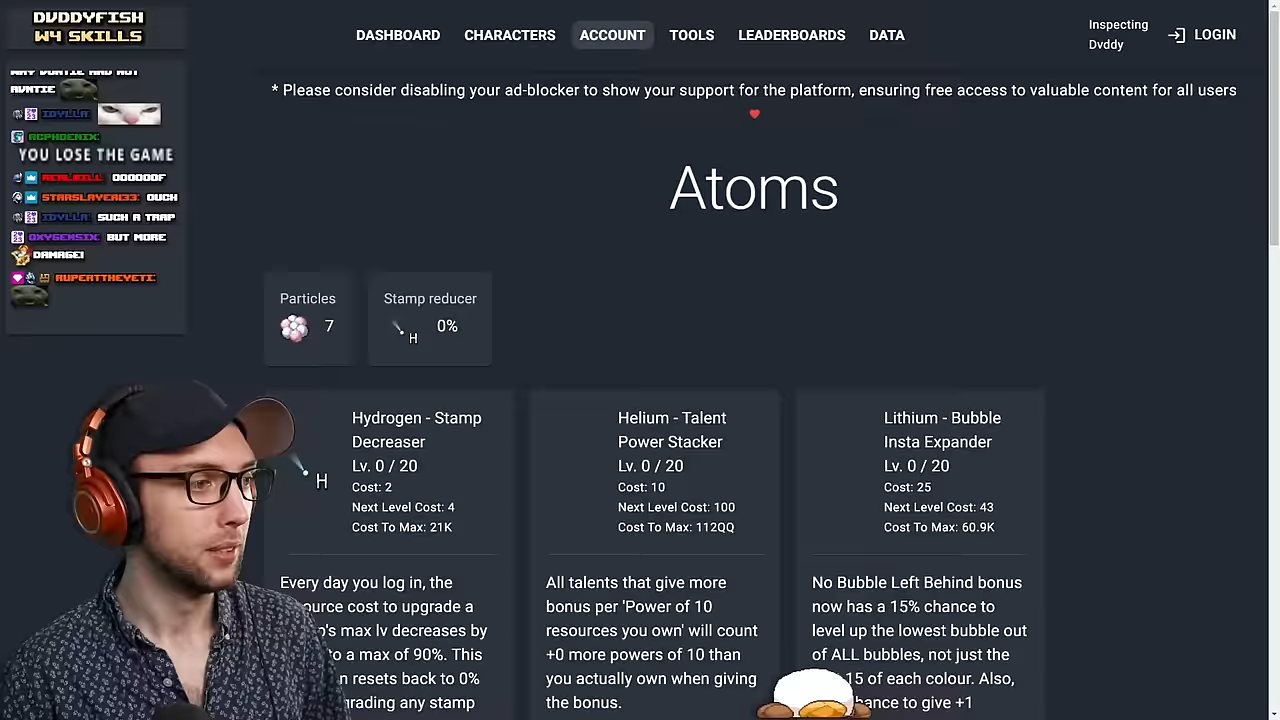 DVDDYFISH
W4 SKILLS
DASHBOARD CHARACTERS ACCOUNT TOOLS LEADERBOARDS DATA
Inspecting
Dvddy
LOGIN
* Please consider disabling your ad-blocker to show your support for the platform, ensuring free access to valuable content for all users
IDYLLA:
ACPHOENIX:
YOU LOSE THE GAME
OOOOOOF
STARSLAYER133: OUCH
IDYLLA: SUCH A TRAP
OXYGENSIX: BUT MORE
DAMAGE!
RUPERTTHEYETI:
Atoms
Particles
7
Stamp reducer
H
0%
H
Hydrogen - Stamp
Decreaser
Lv. 0 / 20
Cost: 2
Next Level Cost: 4
Cost To Max: 21K
Every day you log in, the
ource cost to upgrade a
p's max lv decreases by
to a max of 90%. This
n resets back to 0%
grading any stamp
Helium - Talent
Power Stacker
Lv. 0 / 20
Cost: 10
Next Level Cost: 100
Cost To Max: 112QQ
All talents that give more
bonus per 'Power of 10
resources you own' will count
+0 more powers of 10 than
you actually own when giving
the bonus.
Lithium - Bubble
Insta Expander
Lv. 0 / 20
Cost: 25
Next Level Cost: 43
Cost To Max: 60.9K
No Bubble Left Behind bonus
now has a 15% chance to
level up the lowest bubble out
of ALL bubbles, not just the
15 of each colour. Also,
hance to give +1